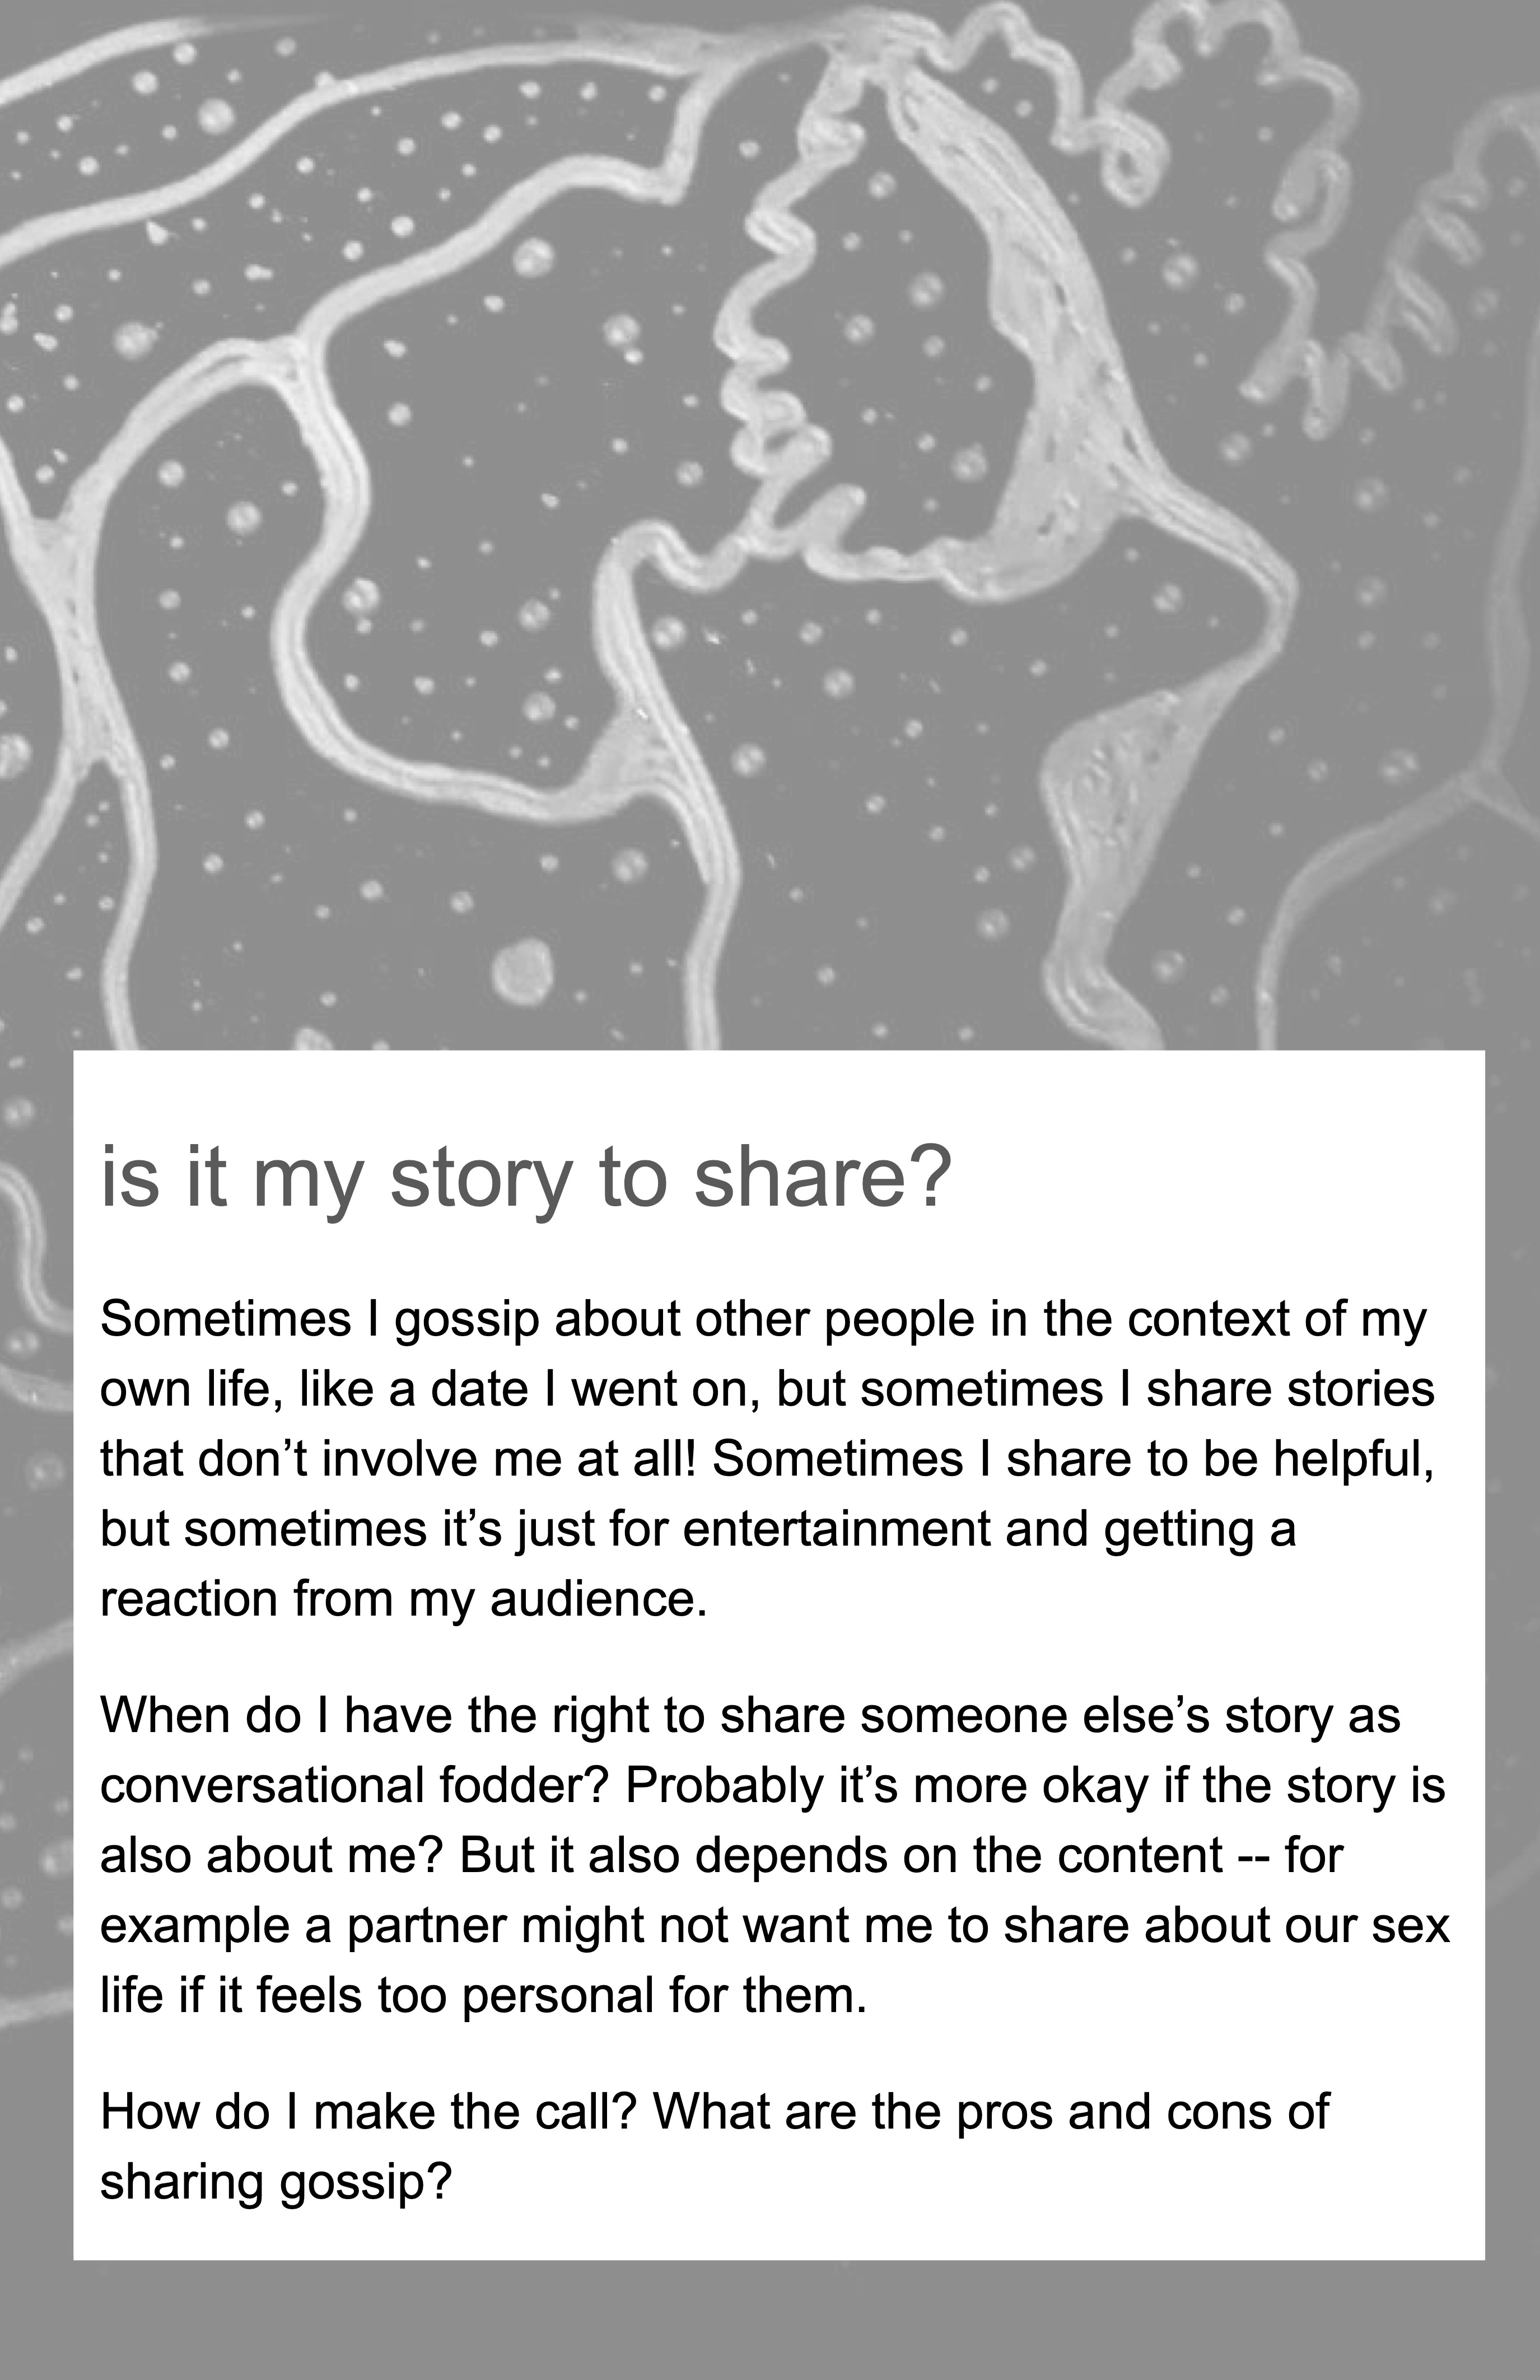 is it my story to share?
Sometimes I gossip about other people in the context of my
own life, like a date I went on, but sometimes I share stories
that don’t involve me at all! Sometimes I share to be helpful,
but sometimes it’s just for entertainment and getting a
reaction from my audience.
When do I have the right to share someone else’s story as
conversational fodder? Probably it’s more okay if the story is
also about me? But it also depends on the content -- for
example a partner might not want me to share about our sex
life if it feels too personal for them.
How do I make the call? What are the pros and cons of
sharing gossip?